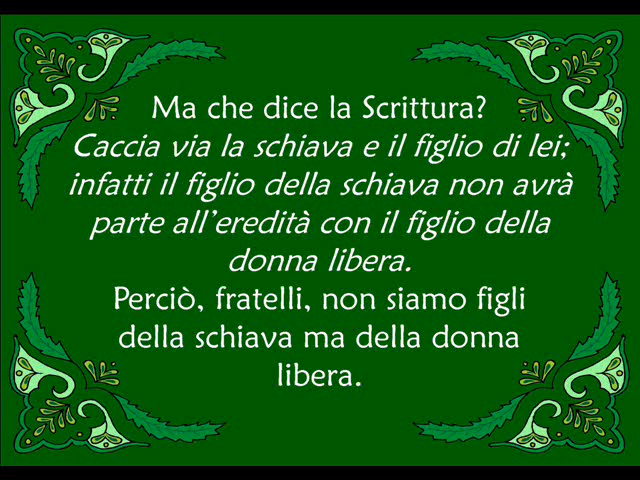 Ma che dice la Scrittura?
Caccia via la schiava e il figlio di lei;
infatti il figlio della schiava non avrà
parte all’eredità con il figlio della
donna libera.
Perciò, fratelli, non siamo figli
della schiava ma della donna
libera.